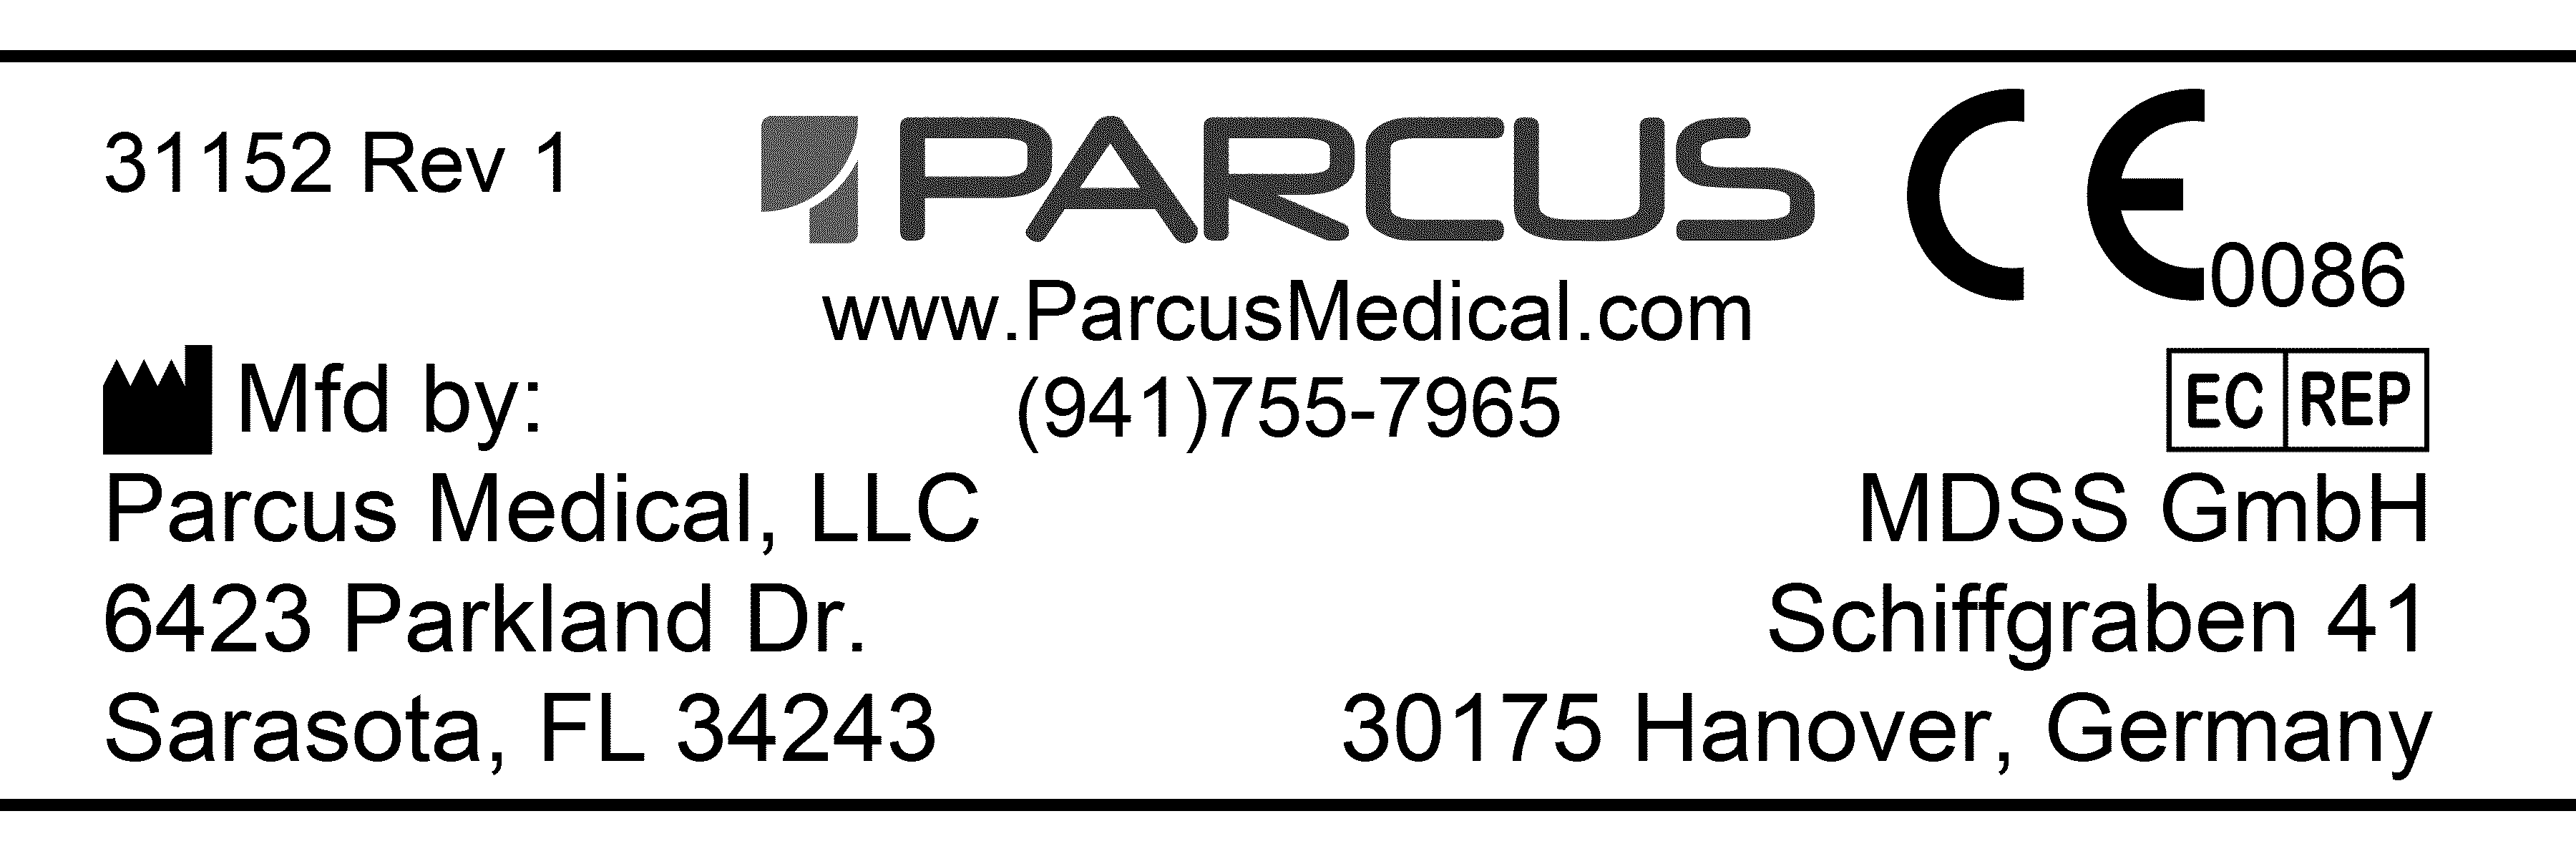 31152 Rev 1
PARCUS
CE 0086
www.ParcusMedical.com
(941)755-7965
Mfd by:
Parcus Medical, LLC
6423 Parkland Dr.
Sarasota, FL 34243
EC REP
MDSS GmbH
Schiffgraben 41
30175 Hanover, Germany